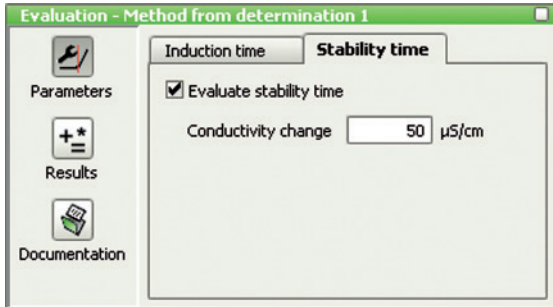 Evaluation - Method from determination 1
Parameters
Results
Documentation
Induction time
Stability time
Evaluate stability time
Conductivity change 50 µS/cm